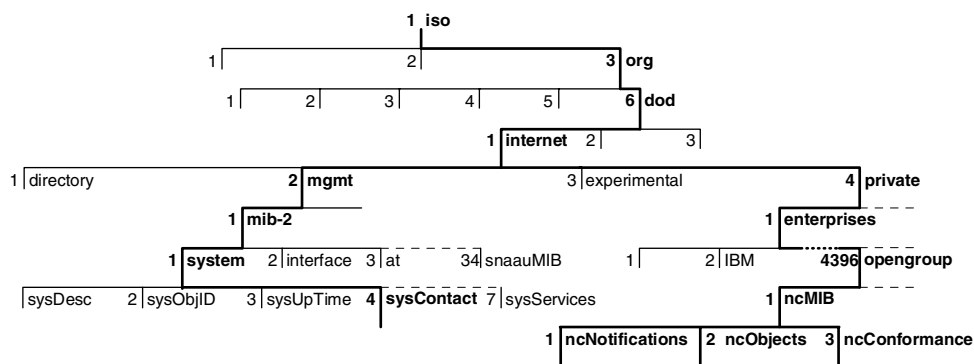 1 iso
1 2 3 org
1 2 3 4 5 6 dod
1 internet 2 3
1 directory 2 mgmt 3 experimental 4 private
1 mib-2 1 enterprises
1 system 2 interface 3 at 34 snaauMIB 1 2 IBM 4396 opengroup
sysDesc 2 sysObjID 3 sysUpTime 4 sysContact 7 sysServices 1 ncMIB
1 ncNotifications 2 ncObjects 3 ncConformance